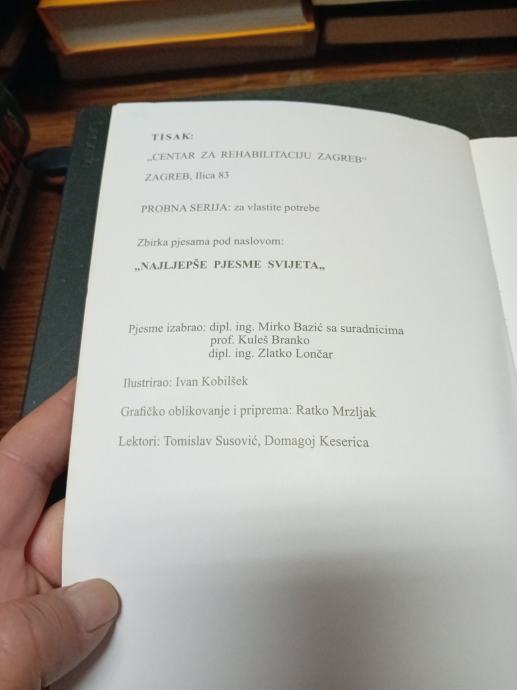 TISAK:
„CENTAR ZA REHABILITACIJU ZAGREB"
ZAGREB, Ilica 83
PROBNA SERIJA: za vlastite potrebe
Zbirka pjesama pod naslovom:
„NAJLJEPŠE PJESME SVIJETA„
Pjesme izabrao: dipl. ing. Mirko Bazić sa suradnicima
prof. Kuleš Branko
dipl. ing. Zlatko Lončar
Ilustrirao: Ivan Kobilšek
Grafičko oblikovanje i priprema: Ratko Mrzljak
Lektori: Tomislav Susović, Domagoj Keserica